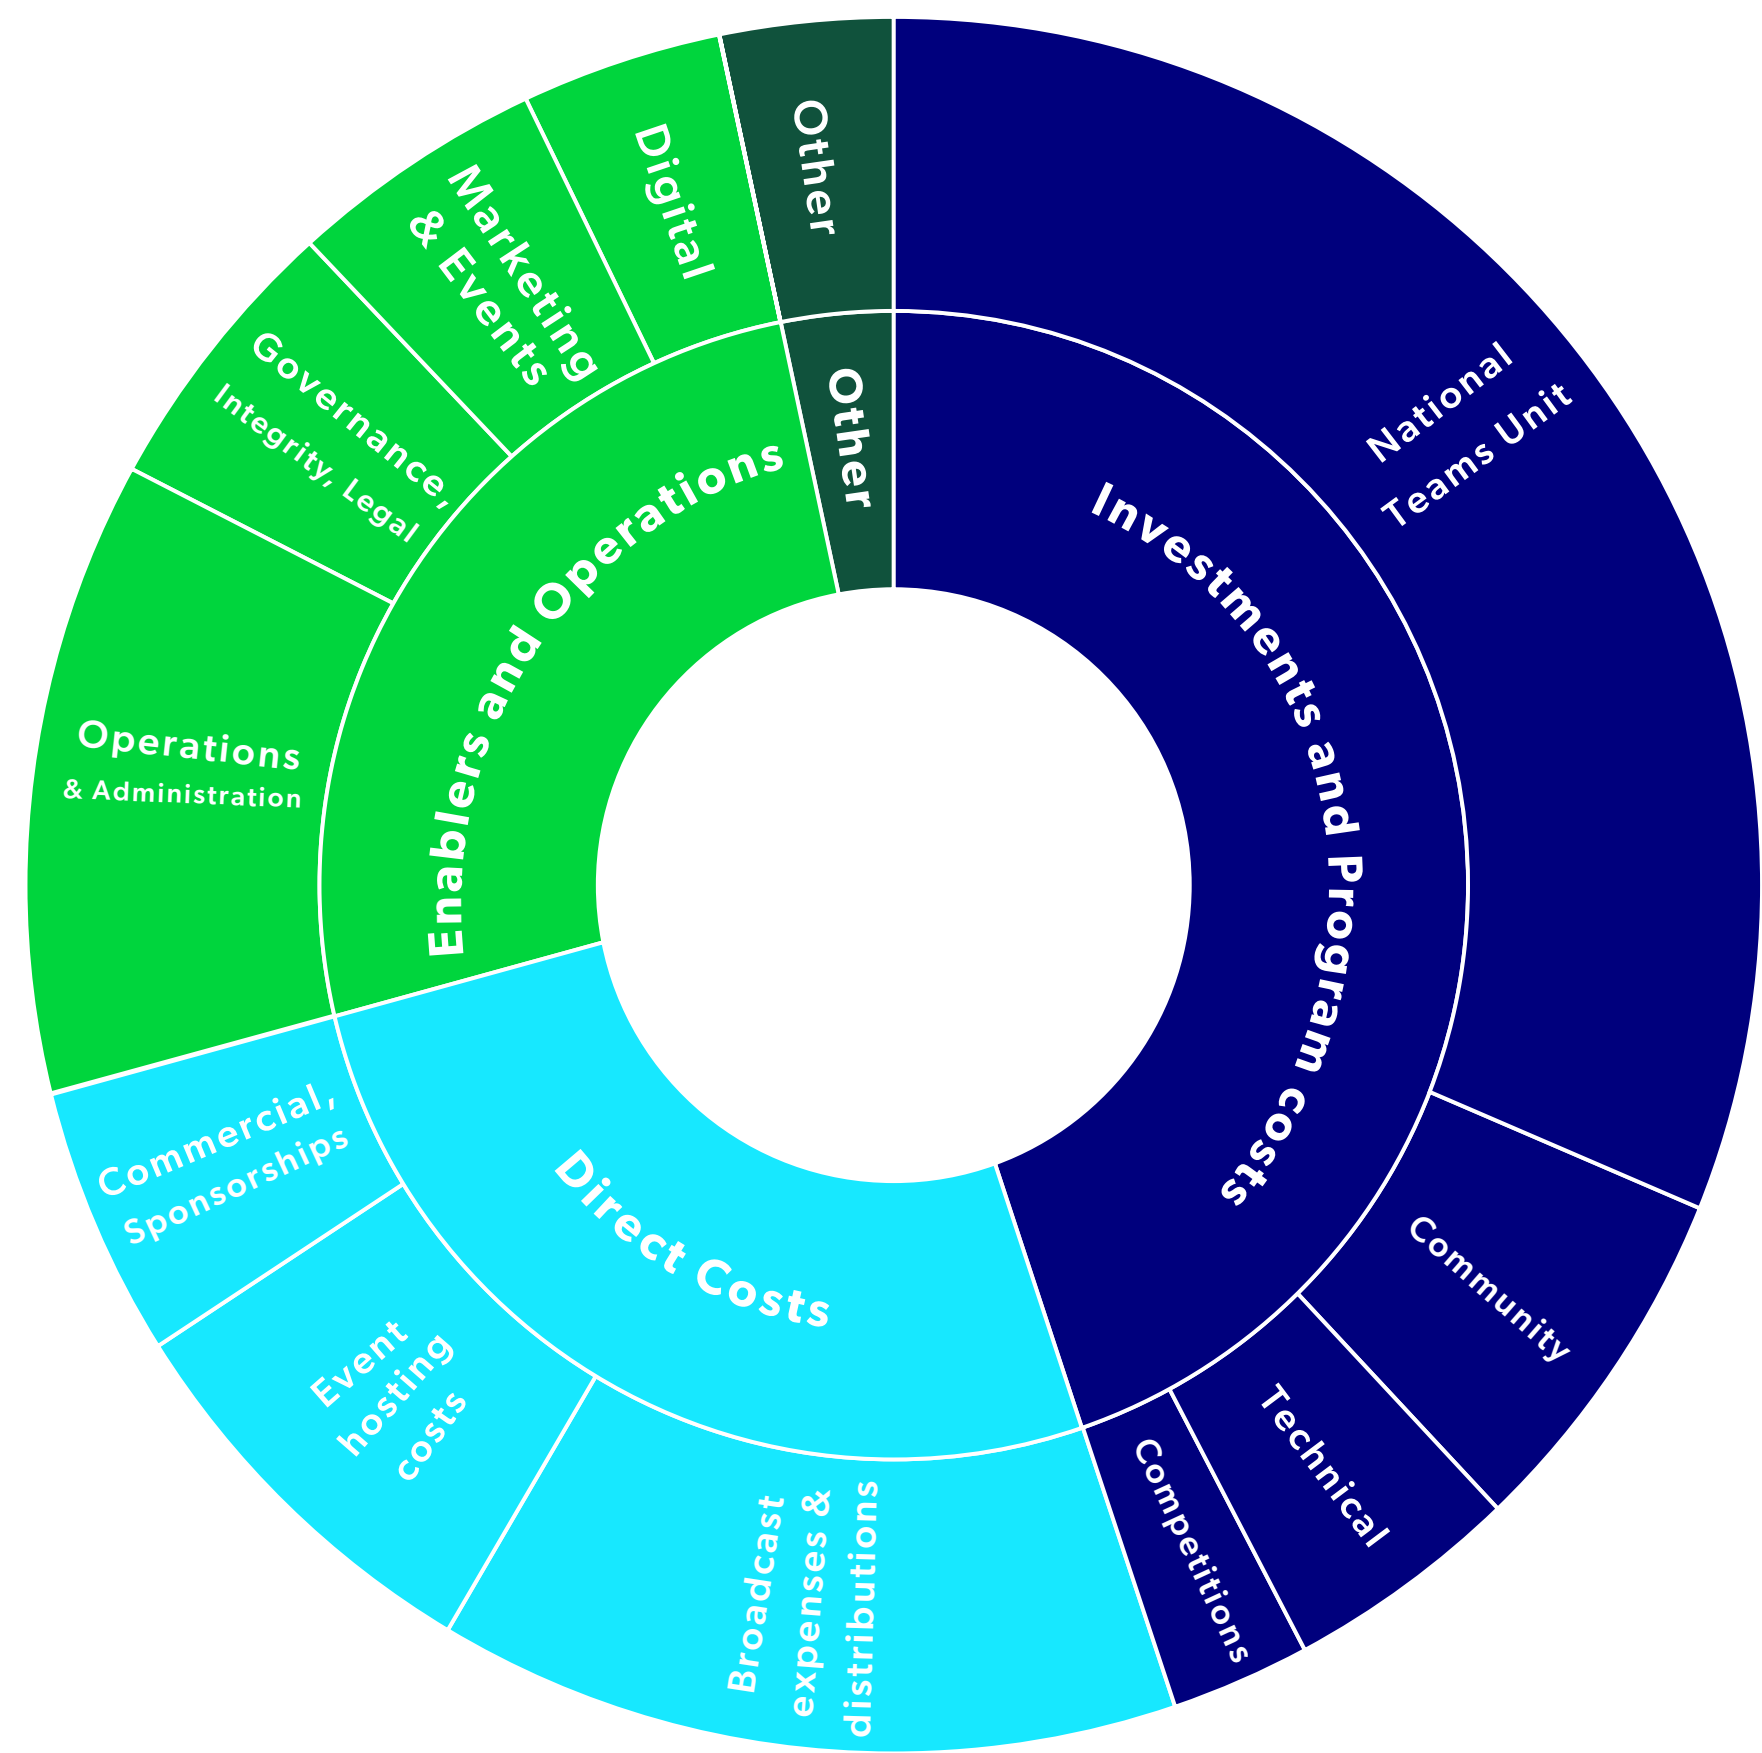 Other
National
Teams Unit
Community
Technical
Competitions
Broadcast
expenses &
distributions
Event
hosting
costs
Commercial,
Sponsorships
Operations
& Administration
Governance,
Integrity, Legal
Marketing
& Events
Digital
Other
Investments and Program costs
Direct Costs
Enablers and Operations